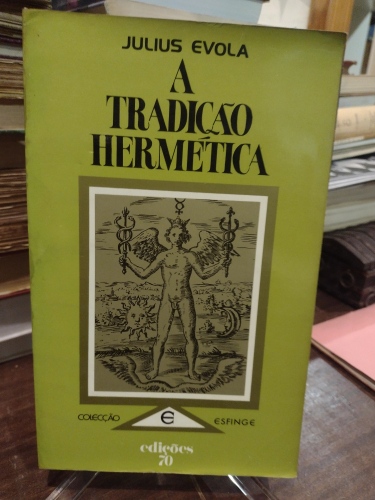 JULIUS EVOLA
A
TRADIÇÃO
HERMÉTICA
COLECÇÃO
E
ESFINGE
edições
70